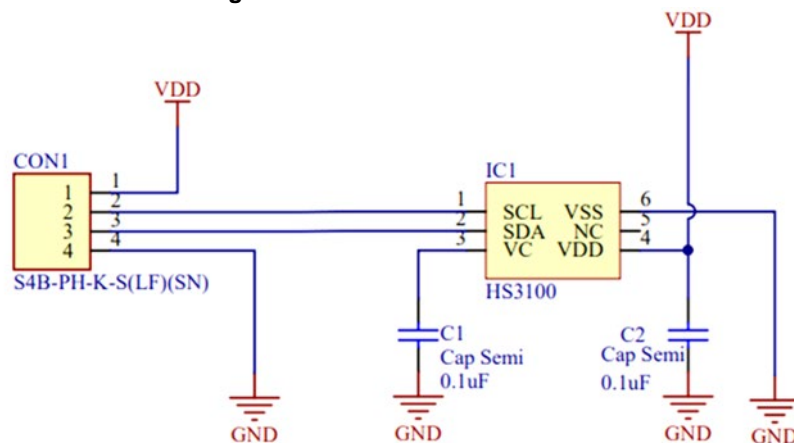 g
VDD
VDD
CON1
1 1
2 2
3 3
4 4
S4B-PH-K-S(LF)(SN)
IC1
1 SCL VSS 6
2 SDA NC 5
3 VC VDD 4
HS3100
C1
Cap Semi
0.1uF
C2
Cap Semi
0.1uF
GND
GND
GND
GND